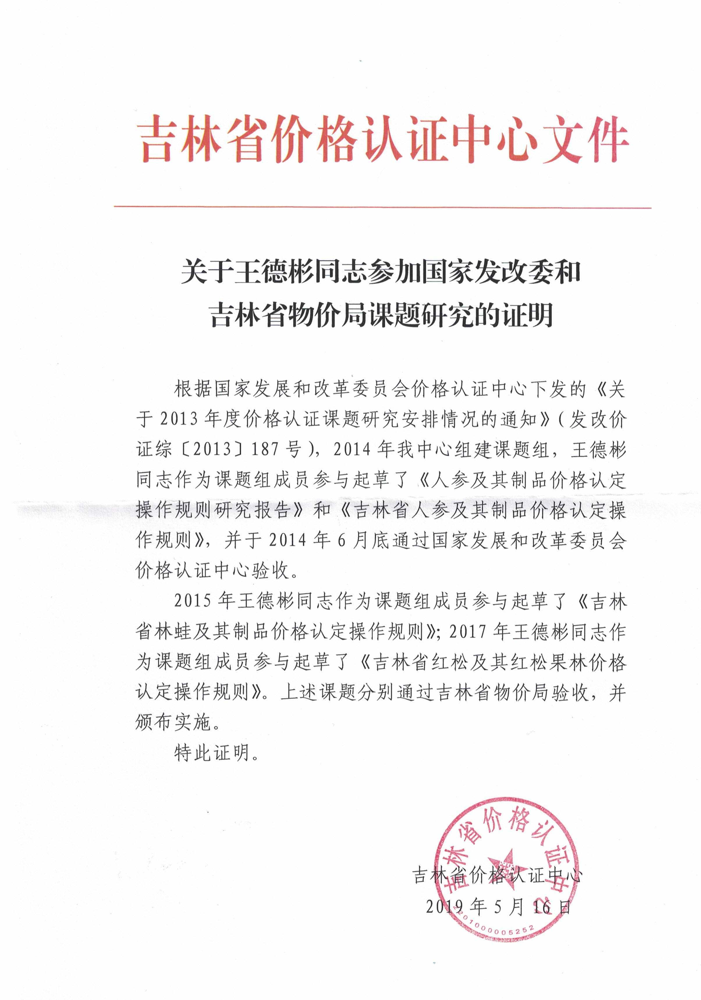 吉林省价格认证中心文件
关于王德彬同志参加国家发改委和
吉林省物价局课题研究的证明
根据国家发展和改革委员会价格认证中心下发的《关
于 2013 年度价格认证课题研究安排情况的通知》（发改价
证综〔2013〕187 号），2014 年我中心组建课题组，王德彬
同志作为课题组成员参与起草了《人参及其制品价格认定
操作规则研究报告》和《吉林省人参及其制品价格认定操
作规则》，并于 2014 年 6 月底通过国家发展和改革委员会
价格认证中心验收。
2015 年王德彬同志作为课题组成员参与起草了《吉林
省林蛙及其制品价格认定操作规则》；2017 年王德彬同志作
为课题组成员参与起草了《吉林省红松及其红松果林价格
认定操作规则》。上述课题分别通过吉林省物价局验收，并
颁布实施。
特此证明。
吉林省价格认证中心
吉林省价格认证中心
2019 年 5 月 16 日
2201000005252